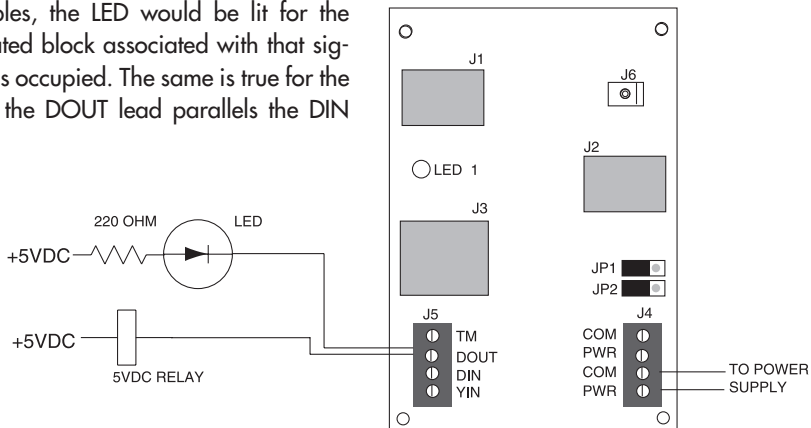 ples, the LED would be lit for the
ated block associated with that sig-
s occupied. The same is true for the
the DOUT lead parallels the DIN
J1
J6
LED 1
J2
J3
220 OHM
LED
+5VDC
JP1
JP2
+5VDC
5VDC RELAY
J5
TM
DOUT
DIN
YIN
J4
COM
PWR
COM
PWR
TO POWER
SUPPLY